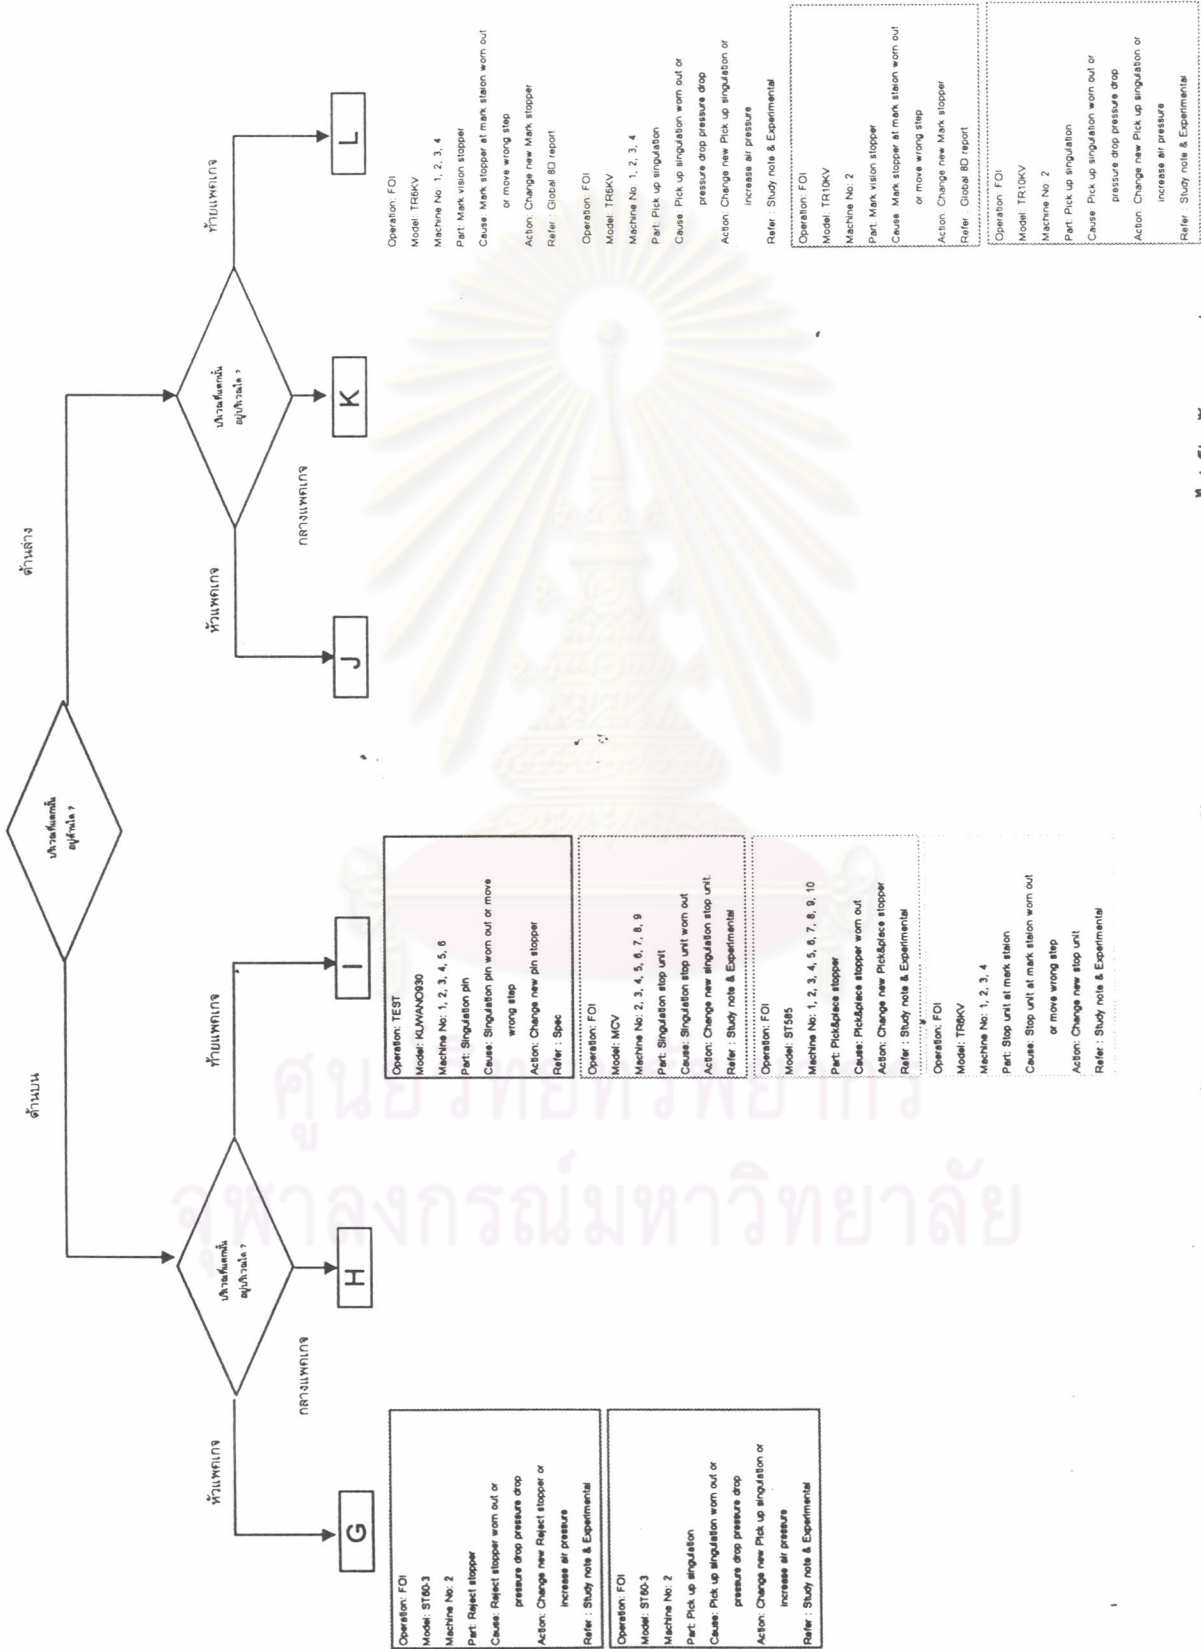 บริเวณที่แตกนั้น
อยู่ด้านใด ?
ด้านบน
ด้านล่าง
บริเวณที่แตกนั้น
อยู่บริเวณใด ?
หัวแพคเกจ
กลางแพคเกจ
ท้ายแพคเกจ
G
H
I
บริเวณที่แตกนั้น
อยู่บริเวณใด ?
หัวแพคเกจ
กลางแพคเกจ
ท้ายแพคเกจ
J
K
L
Operation: FOI
Model: ST60-3
Machine No: 2
Part: Reject stopper
Cause: Reject stopper worn out or
pressure drop pressure drop
Action: Change new Reject stopper or
increase air pressure
Refer : Study note & Experimental
Operation: FOI
Model: ST60-3
Machine No: 2
Part: Pick up singulation
Cause: Pick up singulation worn out or
pressure drop pressure drop
Action: Change new Pick up singulation or
increase air pressure
Refer : Study note & Experimental
Operation: TEST
Model: KUWANO930
Machine No: 1, 2, 3, 4, 5, 6
Part: Singulation pin
Cause: Singulation pin worn out or move
wrong step
Action: Change new pin stopper
Refer : Spec
Operation: FOI
Model: MCV
Machine No: 2, 3, 4, 5, 6, 7, 8, 9
Part: Singulation stop unit
Cause: Singulation stop unit worn out
Action: Change new singulation stop unit.
Refer : Study note & Experimental
Operation: FOI
Model: ST585
Machine No: 1, 2, 3, 4, 5, 6, 7, 8, 9, 10
Part: Pick&place stopper
Cause: Pick&place stopper worn out
Action: Change new Pick&place stopper
Refer : Study note & Experimental
Operation: FOI
Model: TR6KV
Machine No: 1, 2, 3, 4
Part: Stop unit at mark staion
Cause: Stop unit at mark staion worn out
or move wrong step
Action: Change new stop unit
Refer : Study note & Experimental
Operation: FOI
Model: TR6KV
Machine No: 1, 2, 3, 4
Part: Mark vision stopper
Cause: Mark stopper at mark staion worn out
or move wrong step
Action: Change new Mark stopper
Refer : Global 8D report
Operation: FOI
Model: TR6KV
Machine No: 1, 2, 3, 4
Part: Pick up singulation
Cause: Pick up singulation worn out or
pressure drop pressure drop
Action: Change new Pick up singulation or
increase air pressure
Refer : Study note & Experimental
Operation: FOI
Model: TR10KV
Machine No: 2
Part: Mark vision stopper
Cause: Mark stopper at mark staion worn out
or move wrong step
Action: Change new Mark stopper
Refer : Global 8D report
Operation: FOI
Model: TR10KV
Machine No: 2
Part: Pick up singulation
Cause: Pick up singulation worn out or
pressure drop pressure drop
Action: Change new Pick up singulation or
increase air pressure
Refer : Study note & Experimental
ศูนย์วิทยทรัพยากร
จุฬาลงกรณ์มหาวิทยาลัย